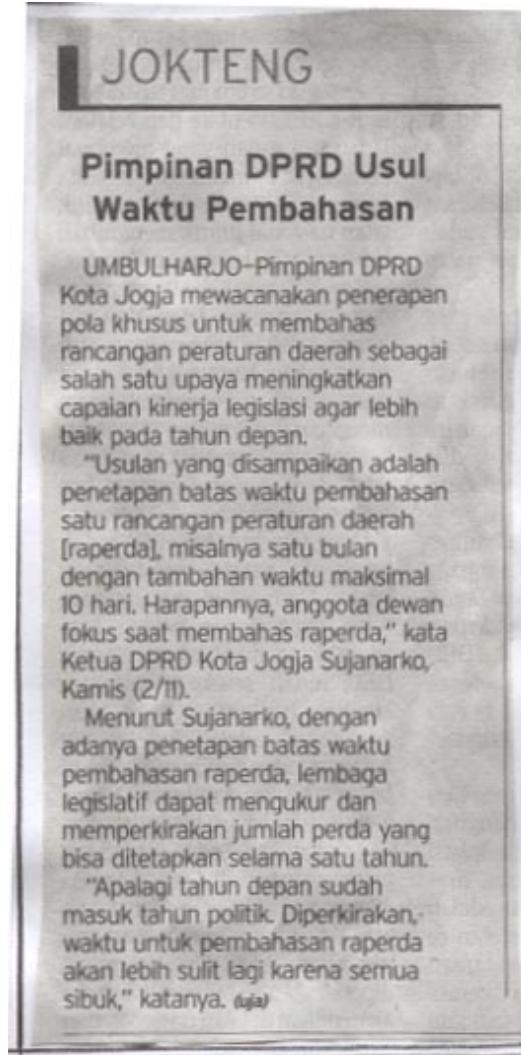 JOKTENG
Pimpinan DPRD Usul
Waktu Pembahasan
UMBULHARJO–Pimpinan DPRD
Kota Jogja mewacanakan penerapan
pola khusus untuk membahas
rancangan peraturan daerah sebagai
salah satu upaya meningkatkan
capaian kinerja legislasi agar lebih
baik pada tahun depan.
"Usulan yang disampaikan adalah
penetapan batas waktu pembahasan
satu rancangan peraturan daerah
[raperda], misalnya satu bulan
dengan tambahan waktu maksimal
10 hari. Harapannya, anggota dewan
fokus saat membahas raperda," kata
Ketua DPRD Kota Jogja Sujanarko,
Kamis (2/11).
Menurut Sujanarko, dengan
adanya penetapan batas waktu
pembahasan raperda, lembaga
legislatif dapat mengukur dan
memperkirakan jumlah perda yang
bisa ditetapkan selama satu tahun.
"Apalagi tahun depan sudah
masuk tahun politik. Diperkirakan,
waktu untuk pembahasan raperda
akan lebih sulit lagi karena semua
sibuk," katanya. (uja)